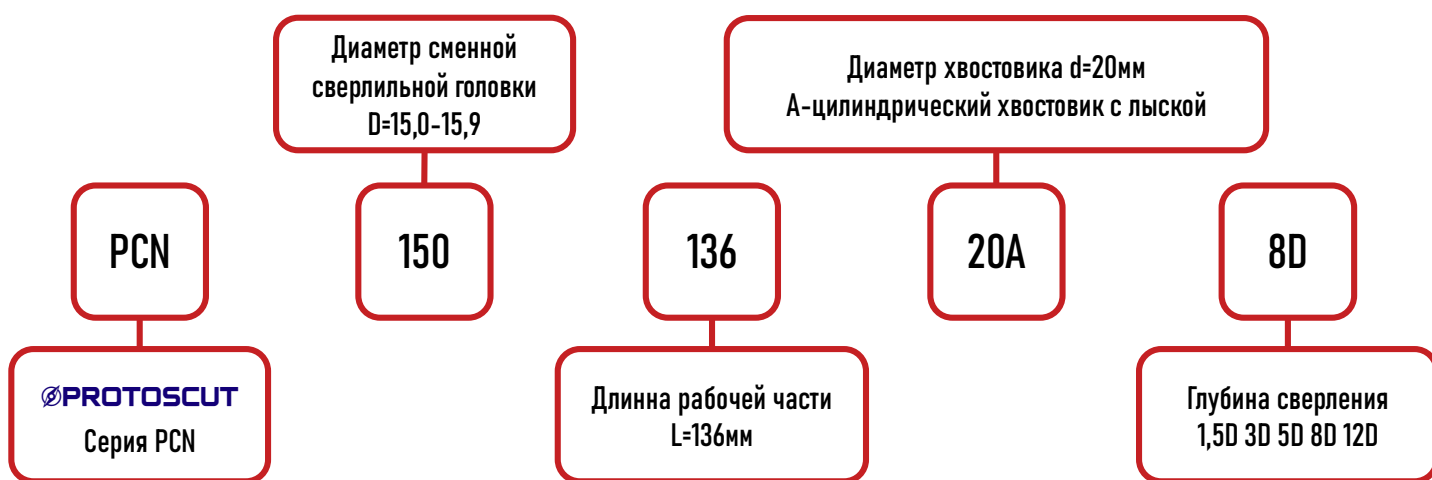 Диаметр сменной
сверлильной головки
D=15,0-15,9
Диаметр хвостовика d=20мм
А-цилиндрический хвостовик с лыской
PCN
150
136
20A
8D
PROTOSCUT
Серия PCN
Длинна рабочей части
L=136мм
Глубина сверления
1,5D 3D 5D 8D 12D